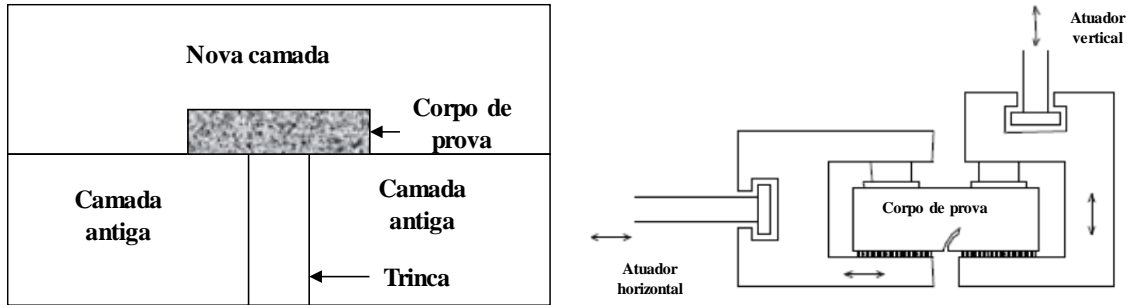 Nova camada
Corpo de
prova
Camada
antiga
Camada
antiga
Trinca
Atuador
vertical
Corpo de prova
Atuador
horizontal